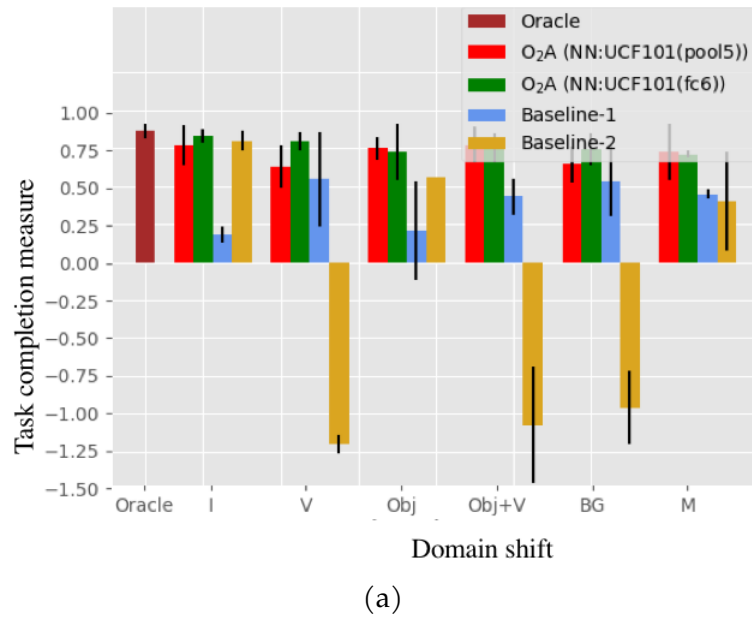 Oracle
O₂A (NN:UCF101(pool5))
O₂A (NN:UCF101(fc6))
Baseline-1
Baseline-2
Task completion measure
1.00
0.75
0.50
0.25
0.00
−0.25
−0.50
−0.75
−1.00
−1.25
−1.50
Oracle I V Obj Obj+V BG M
Domain shift
(a)